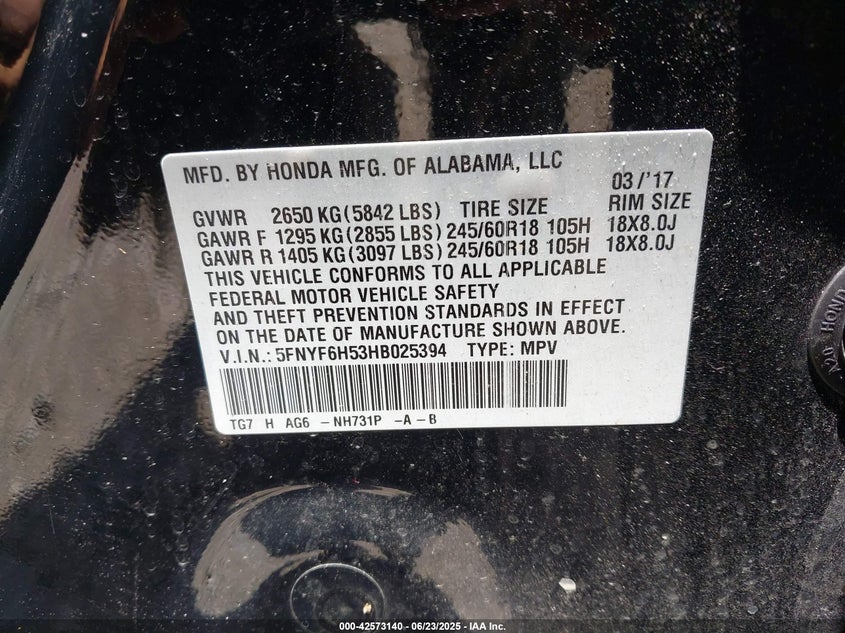 MFD. BY HONDA MFG. OF ALABAMA, LLC
03/'17
GVWR 2650 KG(5842 LBS) TIRE SIZE RIM SIZE
GAWR F 1295 KG(2855 LBS) 245/60R18 105H 18X8.0J
GAWR R 1405 KG(3097 LBS) 245/60R18 105H 18X8.0J
THIS VEHICLE CONFORMS TO ALL APPLICABLE
FEDERAL MOTOR VEHICLE SAFETY
AND THEFT PREVENTION STANDARDS IN EFFECT
ON THE DATE OF MANUFACTURE SHOWN ABOVE.
V.I.N.: 5FNYF6H53HB025394 TYPE: MPV
TG7 H AG6 -NH731P -A-B
HONDA
000-42573140 - 06/23/2025 - IAA Inc.